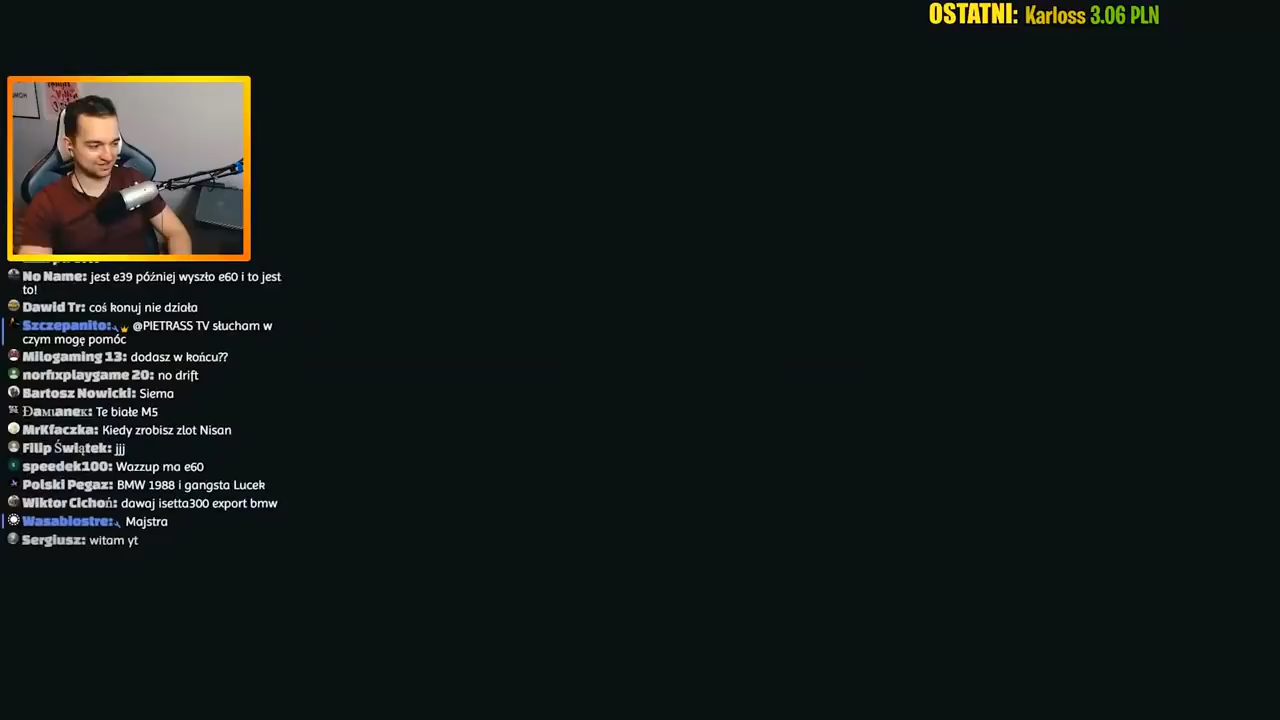 OSTATNI: Karloss 3.06 PLN
No Name: jest e39 później wyszło e60 i to jest
to!
Dawid Tr: coś konuj nie działa
Szczepanito: @PIETRASS TV słucham w
czym mogę pomóc
Milogaming 13: dodasz w końcu??
norfixplaygame 20: no drift
Bartosz Nowicki: Siema
Đaмιaneĸ: Te białe M5
MrKfaczka: Kiedy zrobisz zlot Nisan
Filip Świątek: jjj
speedek100: Wazzup ma e60
Polski Pegaz: BMW 1988 i gangsta Lucek
Wiktor Cichoń: dawaj isetta300 export bmw
Wasabiostre: Majstra
Sergiusz: witam yt